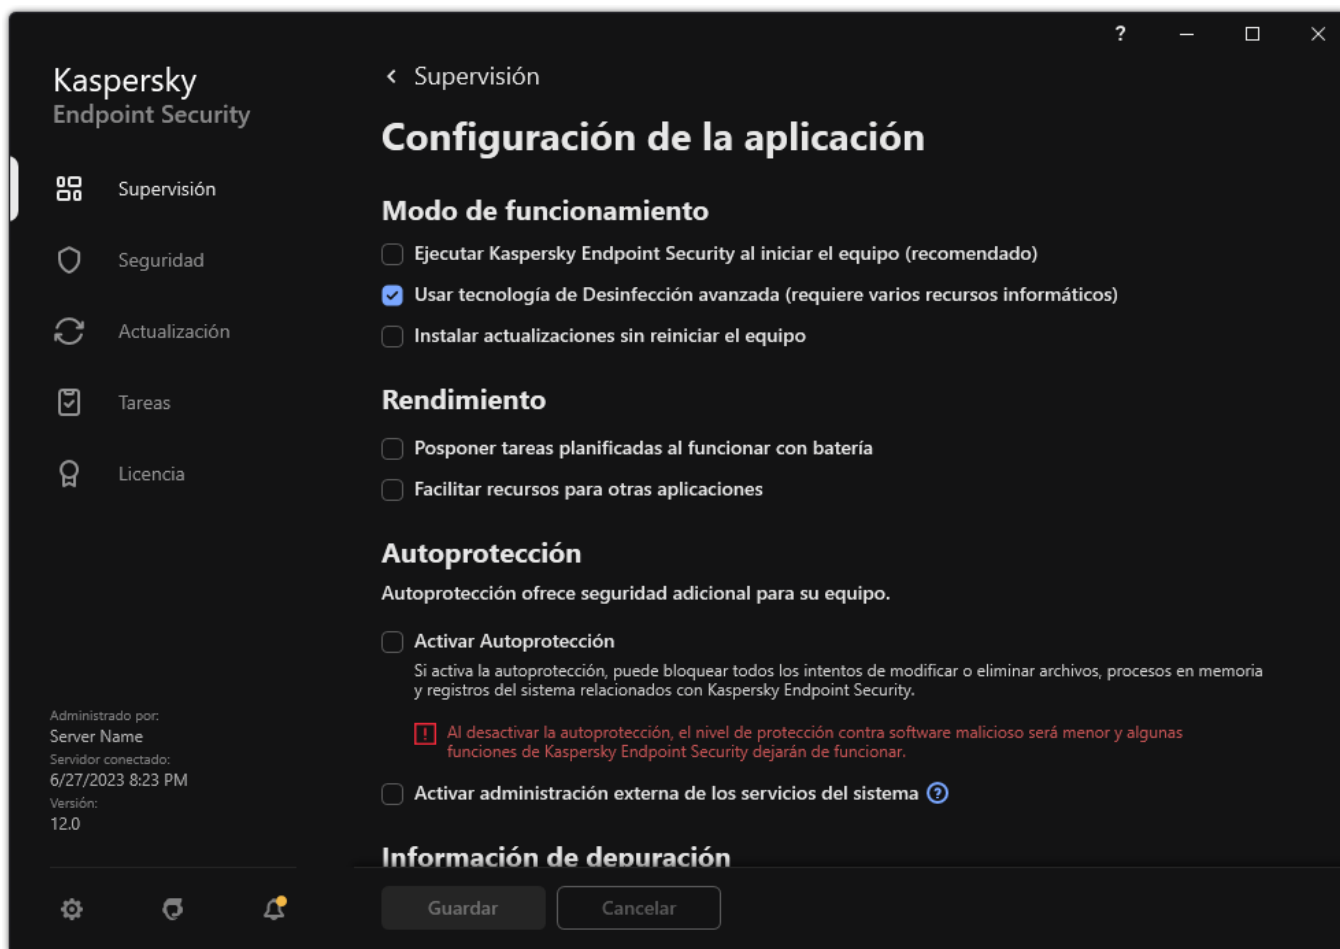 ?
Kaspersky
Endpoint Security
Supervisión
Seguridad
Actualización
Tareas
Licencia
Administrado por:
Server Name
Servidor conectado:
6/27/2023 8:23 PM
Versión:
12.0
Supervisión
Configuración de la aplicación
Modo de funcionamiento
Ejecutar Kaspersky Endpoint Security al iniciar el equipo (recomendado)
Usar tecnología de Desinfección avanzada (requiere varios recursos informáticos)
Instalar actualizaciones sin reiniciar el equipo
Rendimiento
Posponer tareas planificadas al funcionar con batería
Facilitar recursos para otras aplicaciones
Autoprotección
Autoprotección ofrece seguridad adicional para su equipo.
Activar Autoprotección
Si activa la autoprotección, puede bloquear todos los intentos de modificar o eliminar archivos, procesos en memoria
y registros del sistema relacionados con Kaspersky Endpoint Security.
Al desactivar la autoprotección, el nivel de protección contra software malicioso será menor y algunas
funciones de Kaspersky Endpoint Security dejarán de funcionar.
Activar administración externa de los servicios del sistema ?
Información de depuración
Guardar
Cancelar